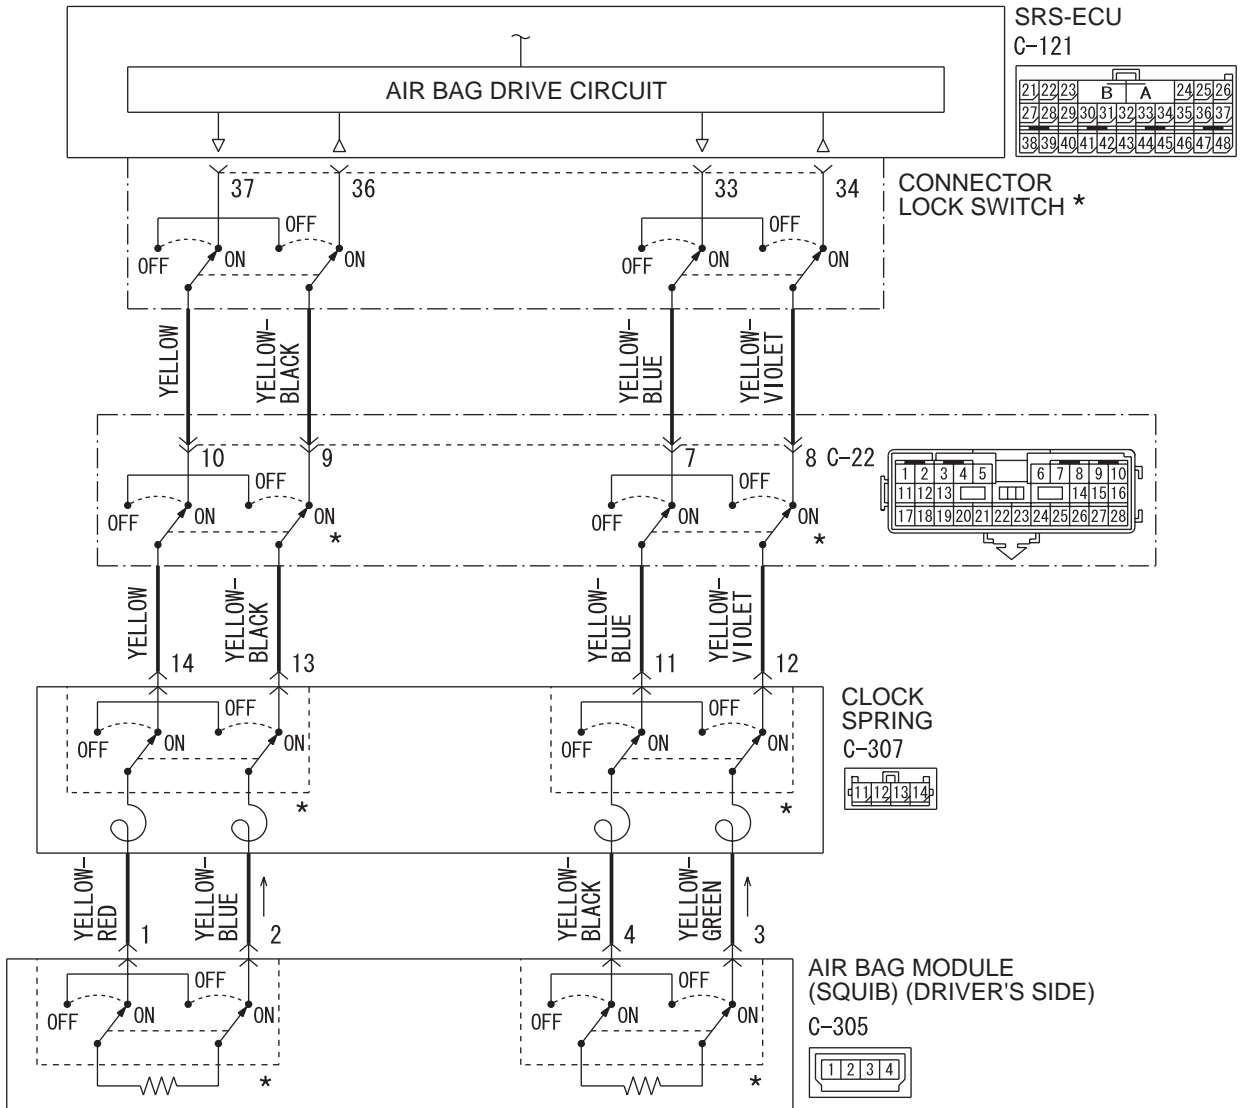 SRS-ECU
C-121
AIR BAG DRIVE CIRCUIT
21 22 23 B A 24 25 26
27 28 29 30 31 32 33 34 35 36 37
38 39 40 41 42 43 44 45 46 47 48
37 36 33 34
CONNECTOR
LOCK SWITCH *
OFF OFF
OFF ON ON OFF ON ON
YELLOW
YELLOW-
BLACK
YELLOW-
BLUE
YELLOW-
VIOLET
10 9 7 8 C-22
1 2 3 4 5 6 7 8 9 10
11 12 13 14 15 16
17 18 19 20 21 22 23 24 25 26 27 28
OFF OFF
OFF ON ON OFF ON ON
* *
YELLOW
YELLOW-
BLACK
YELLOW-
BLUE
YELLOW-
VIOLET
14 13 11 12
CLOCK
SPRING
C-307
11 12 13 14
OFF OFF
OFF ON ON OFF ON ON
* *
YELLOW-
RED
YELLOW-
BLUE
YELLOW-
BLACK
YELLOW-
GREEN
1 2 4 3
AIR BAG MODULE
(SQUIB) (DRIVER'S SIDE)
C-305
1 2 3 4
OFF OFF
OFF ON ON OFF ON ON
* *